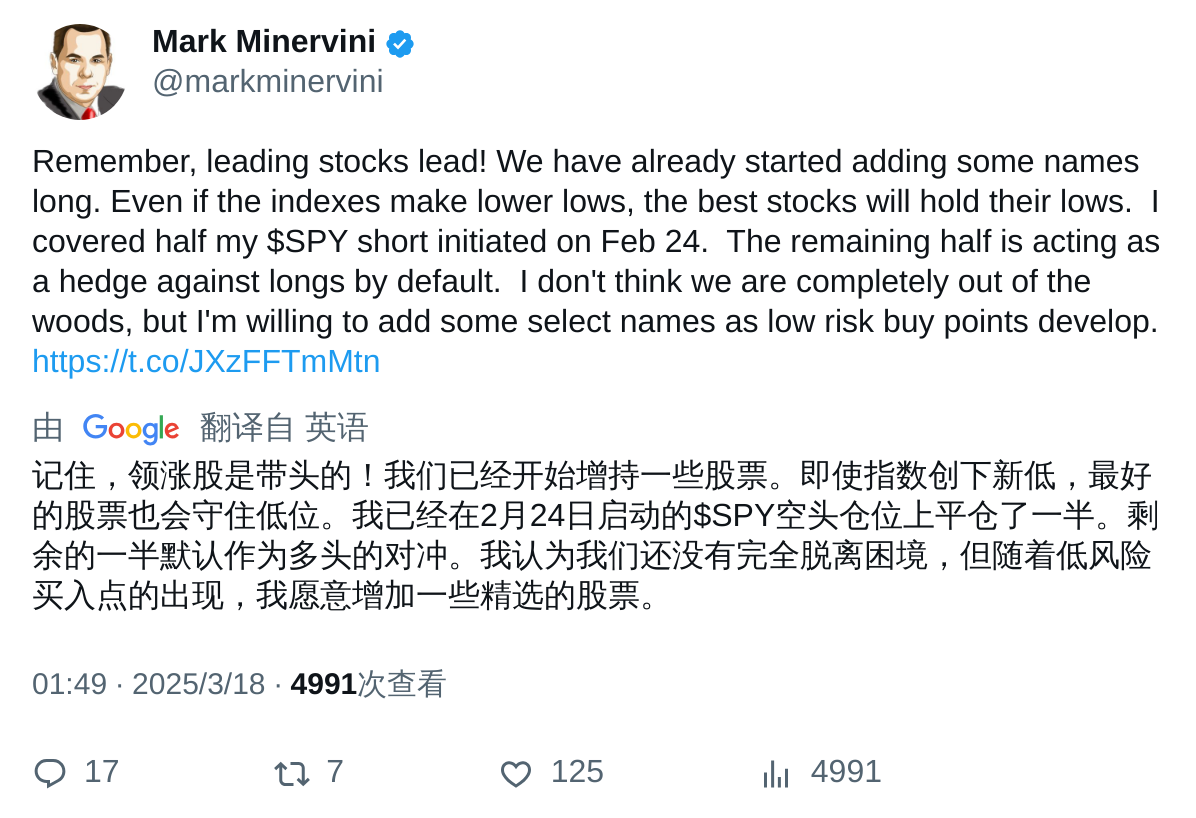 Mark Minervini
@markminervini
Remember, leading stocks lead! We have already started adding some names
long. Even if the indexes make lower lows, the best stocks will hold their lows.  I
covered half my $SPY short initiated on Feb 24.  The remaining half is acting as
a hedge against longs by default.  I don't think we are completely out of the
woods, but I'm willing to add some select names as low risk buy points develop.
https://t.co/JXzFFTmMtn
由 Google 翻译自 英语
记住，领涨股是带头的！我们已经开始增持一些股票。即使指数创下新低，最好
的股票也会守住低位。我已经在2月24日启动的$SPY空头仓位上平仓了一半。剩
余的一半默认作为多头的对冲。我认为我们还没有完全脱离困境，但随着低风险
买入点的出现，我愿意增加一些精选的股票。
01:49 · 2025/3/18 · 4991次查看
17 7 125 4991